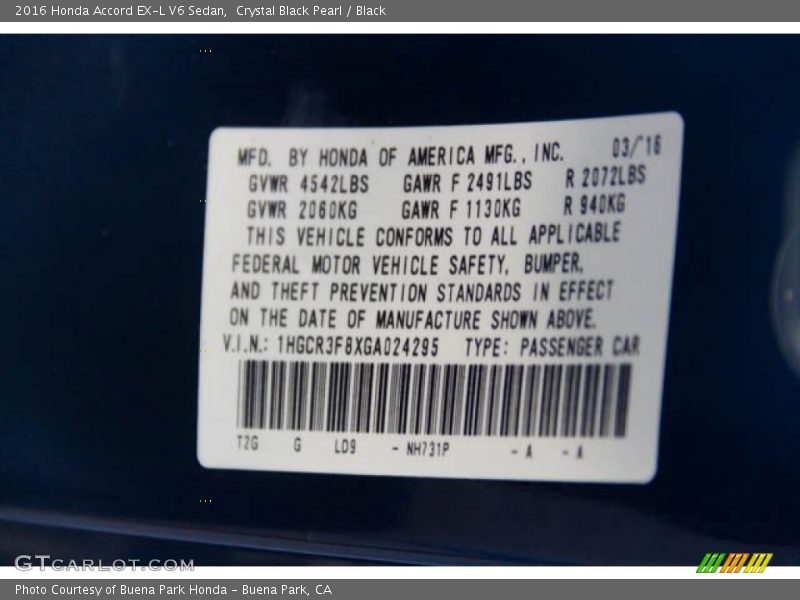 2016 Honda Accord EX-L V6 Sedan,  Crystal Black Pearl / Black
MFD. BY HONDA OF AMERICA MFG., INC. 03/'16
GVWR 4542LBS GAWR F 2491LBS R 2072LBS
GVWR 2060KG GAWR F 1130KG R 940KG
THIS VEHICLE CONFORMS TO ALL APPLICABLE
FEDERAL MOTOR VEHICLE SAFETY, BUMPER,
AND THEFT PREVENTION STANDARDS IN EFFECT
ON THE DATE OF MANUFACTURE SHOWN ABOVE.
V.I.N.: 1HGCR3F8XGA024295 TYPE: PASSENGER CAR
T2G G LD9 - NH731P - A - A
GTCARLOT.COM
Photo Courtesy of Buena Park Honda - Buena Park, CA